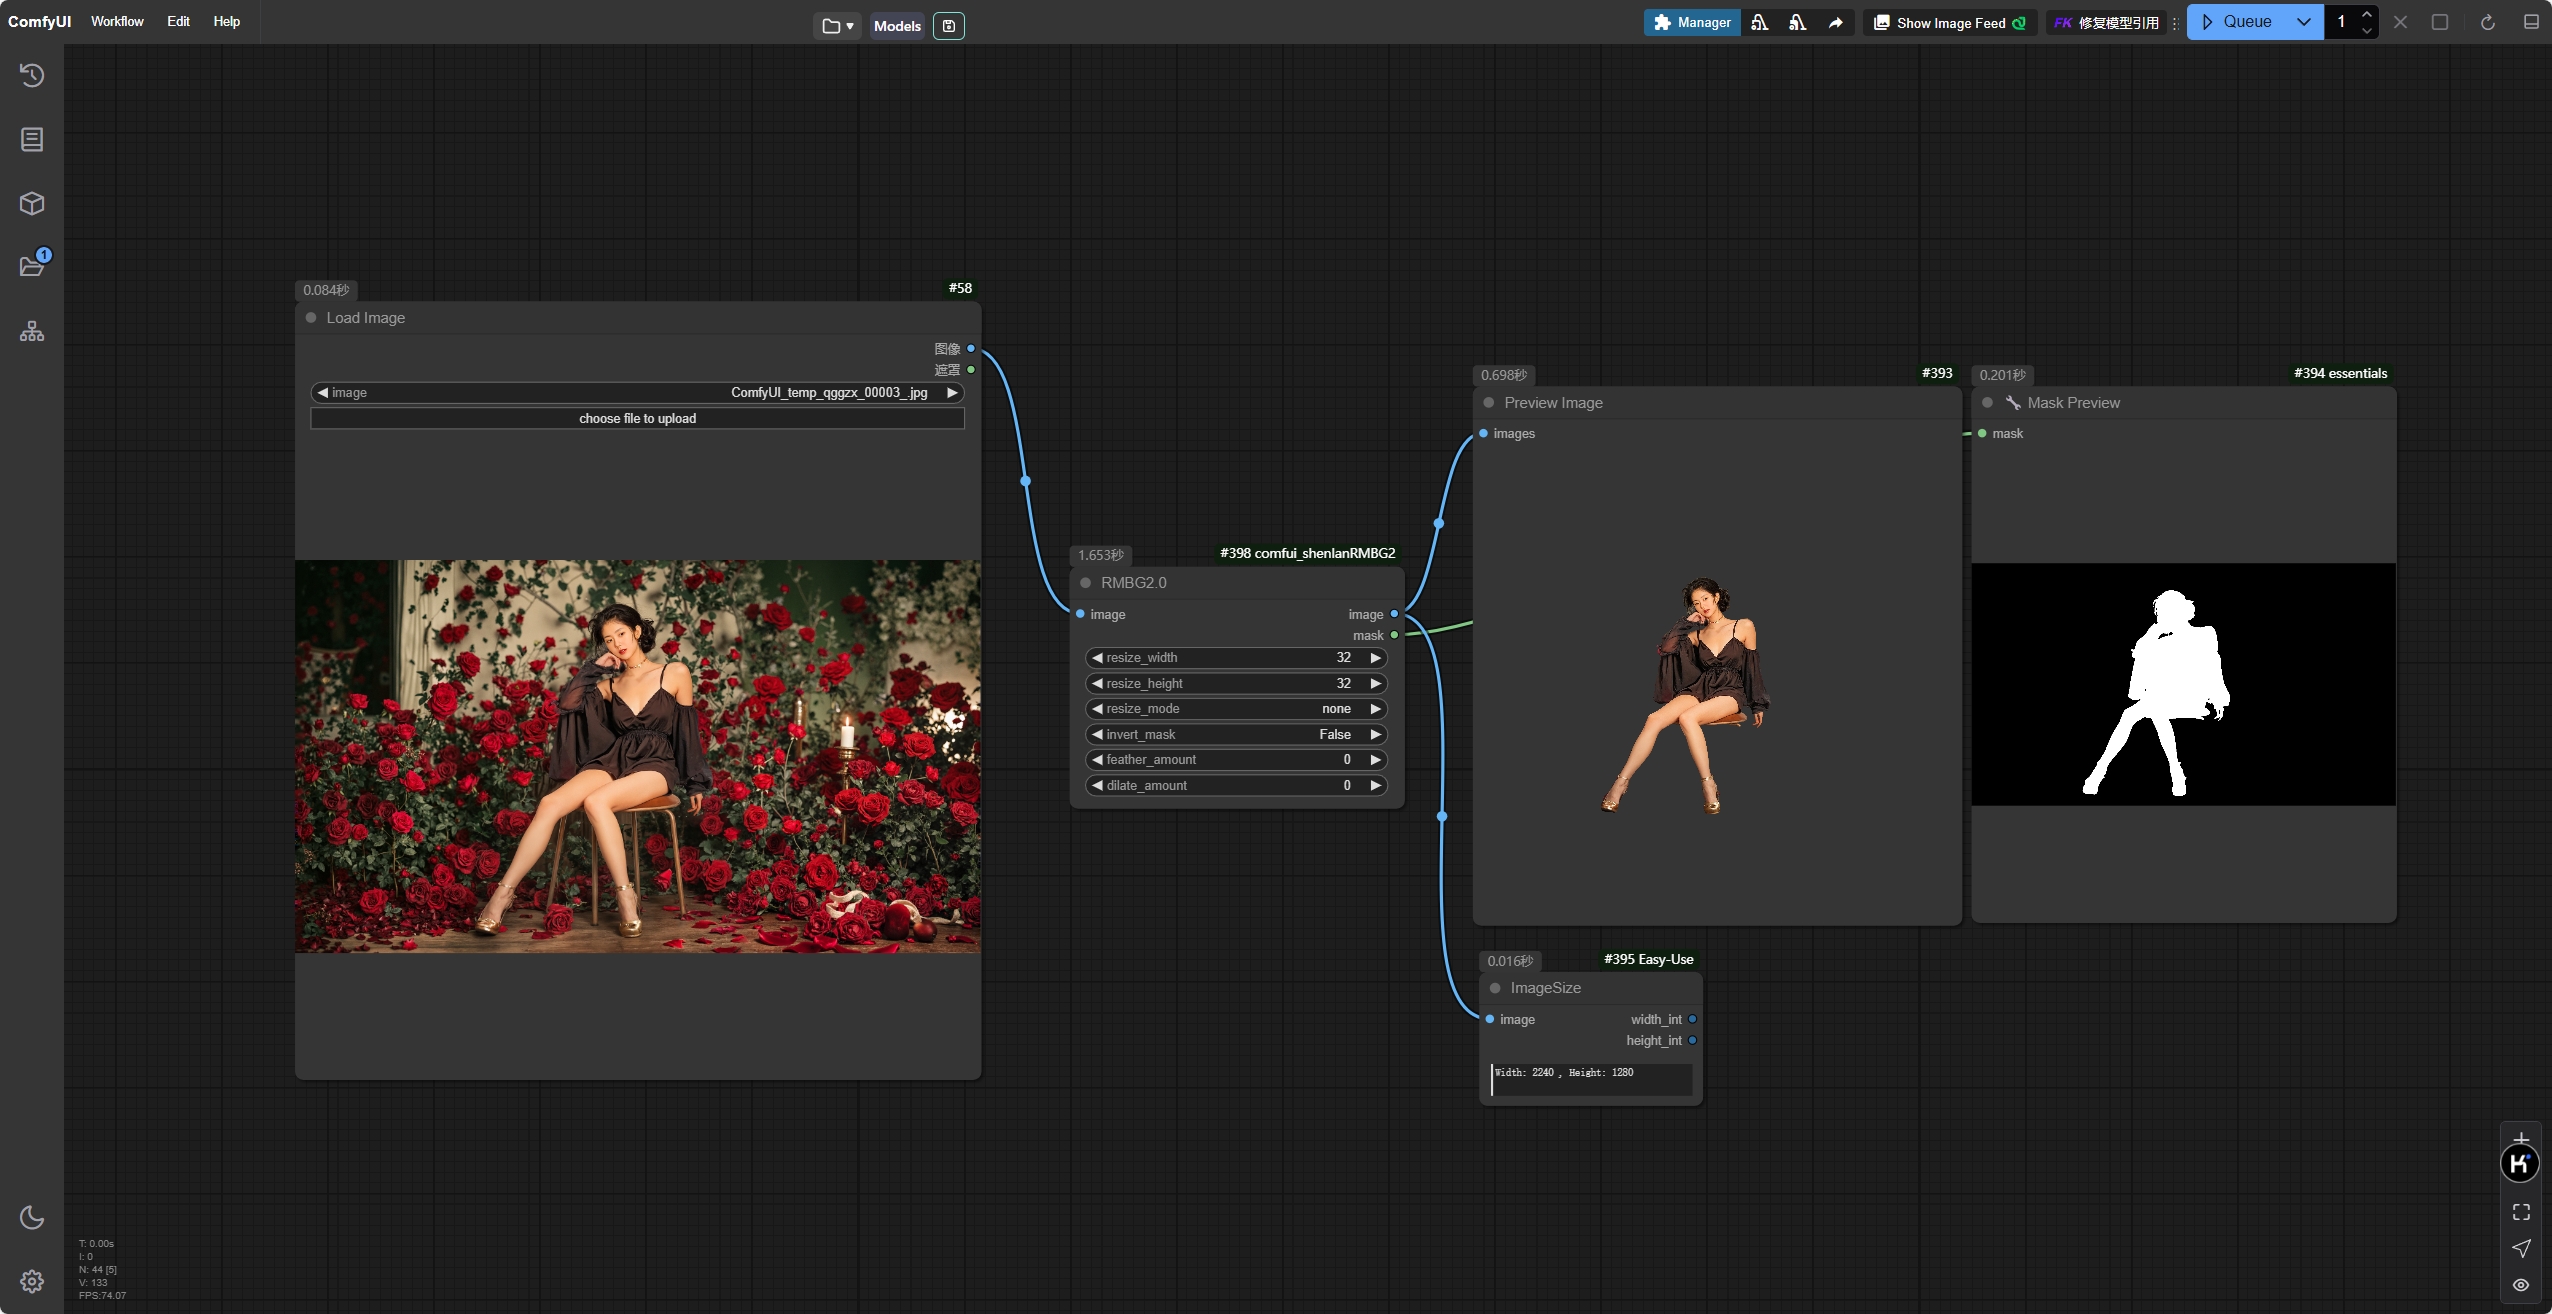 ComfyUI Workflow Edit Help
Models
Manager
Show Image Feed
FK 修复模型引用
Queue
1
1
0.084秒
#58
Load Image
图像
遮罩
image ComfyUI_temp_qggzx_00003_.jpg
choose file to upload
1.653秒
#398 comfui_shenlanRMBG2
RMBG2.0
image image
mask
resize_width 32
resize_height 32
resize_mode none
invert_mask False
feather_amount 0
dilate_amount 0
0.698秒
#393
Preview Image
images
0.201秒
#394 essentials
Mask Preview
mask
0.016秒
#395 Easy-Use
ImageSize
image width_int
height_int
Width: 2240 , Height: 1280
T: 0.00s
I: 0
N: 44 [5]
V: 133
FPS:74.07
K